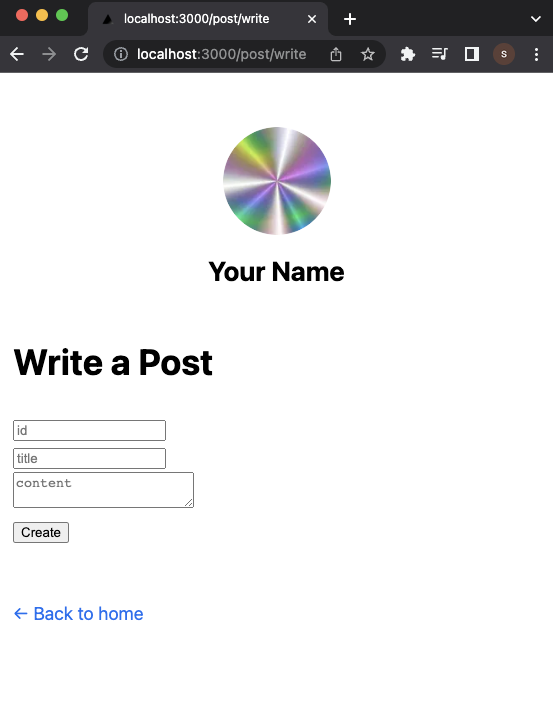 localhost:3000/post/write
localhost:3000/post/write
s
Your Name
Write a Post
id
title
content
Create
← Back to home